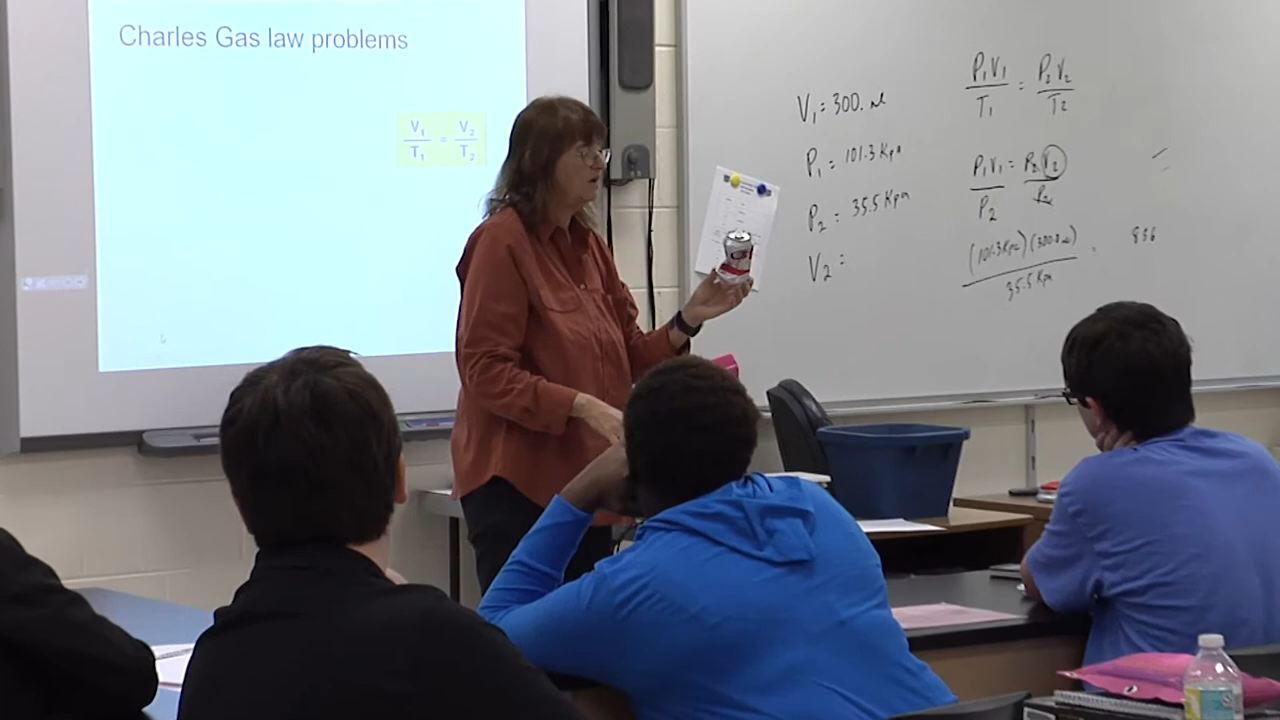 Charles Gas law problems
V₁ = V₂
T₁ T₂
V₁ = 300. ml
P₁ = 101.3 Kpa
P₂ = 35.5 Kpa
V₂ =
P₁V₁ = P₂V₂
T₁ T₂
P₁V₁ = P₂V₂
P₂ P₂
(101.3 Kpa)(300.0 ml)
35.5 Kpa
856